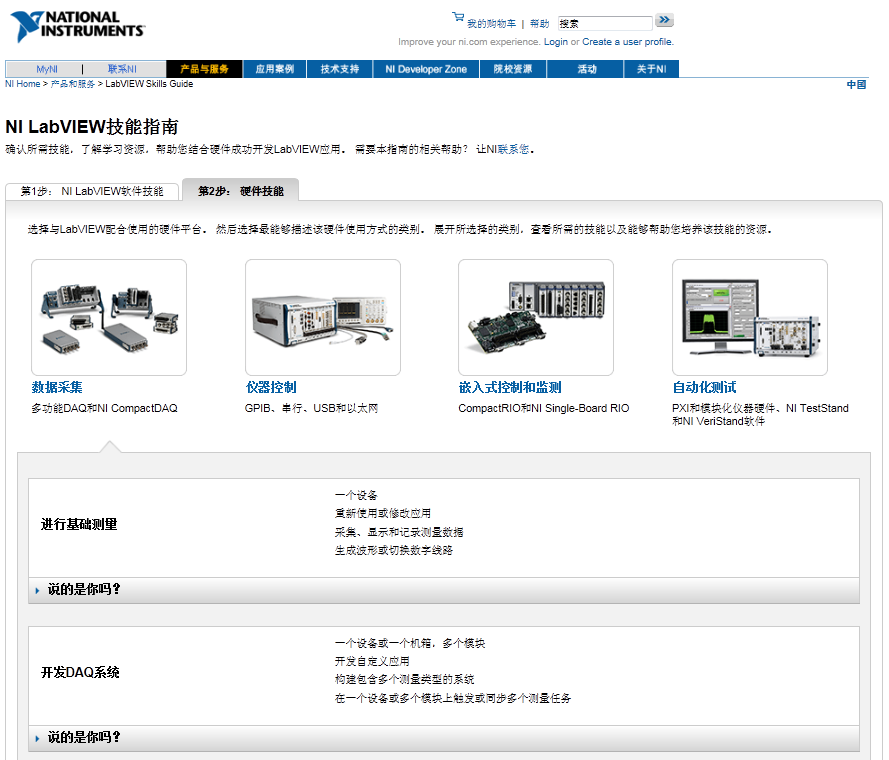 NATIONAL
INSTRUMENTS
我的购物车 | 帮助 搜索
Improve your ni.com experience. Login or Create a user profile.
MyNI | 联系NI 产品与服务 应用案例 技术支持 NI Developer Zone 院校资源 活动 关于NI
NI Home > 产品和服务 > LabVIEW Skills Guide 中国
NI LabVIEW技能指南
确认所需技能，了解学习资源，帮助您结合硬件成功开发LabVIEW应用。 需要本指南的相关帮助？ 让NI联系您。
第1步： NI LabVIEW软件技能 第2步： 硬件技能
选择与LabVIEW配合使用的硬件平台。 然后选择最能够描述该硬件使用方式的类别。 展开所选择的类别，查看所需的技能以及能够帮助您培养该技能的资源。
数据采集 仪器控制 嵌入式控制和监测 自动化测试
多功能DAQ和NI CompactDAQ GPIB、串行、USB和以太网 CompactRIO和NI Single-Board RIO PXI和模块化仪器硬件、NI TestStand
和NI VeriStand软件
一个设备
重新使用或修改应用
进行基础测量
采集、显示和记录测量数据
生成波形或切换数字线路
说的是你吗？
一个设备或一个机箱，多个模块
开发自定义应用
开发DAQ系统
构建包含多个测量类型的系统
在一个设备或多个模块上触发或同步多个测量任务
说的是你吗？